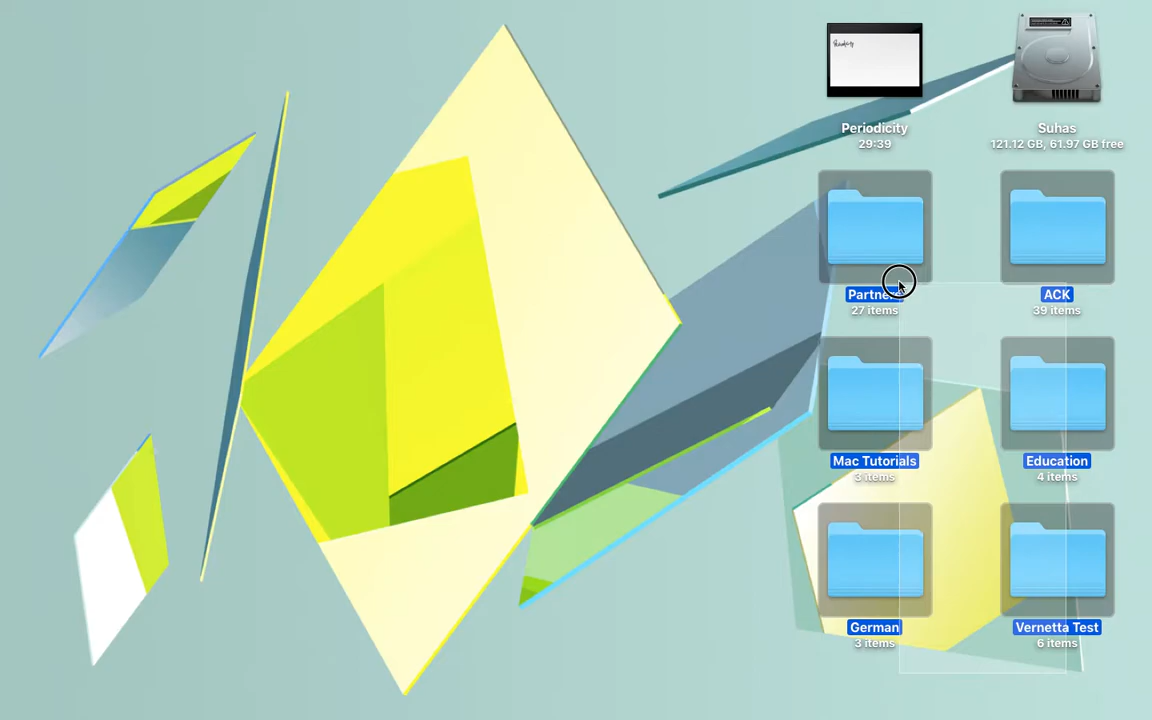 Periodicity
29:39
Suhas
121.12 GB, 61.97 GB free
27 items
ACK
39 items
Mac Tutorials
3 items
Education
4 items
German
3 items
Vernetta Test
6 items